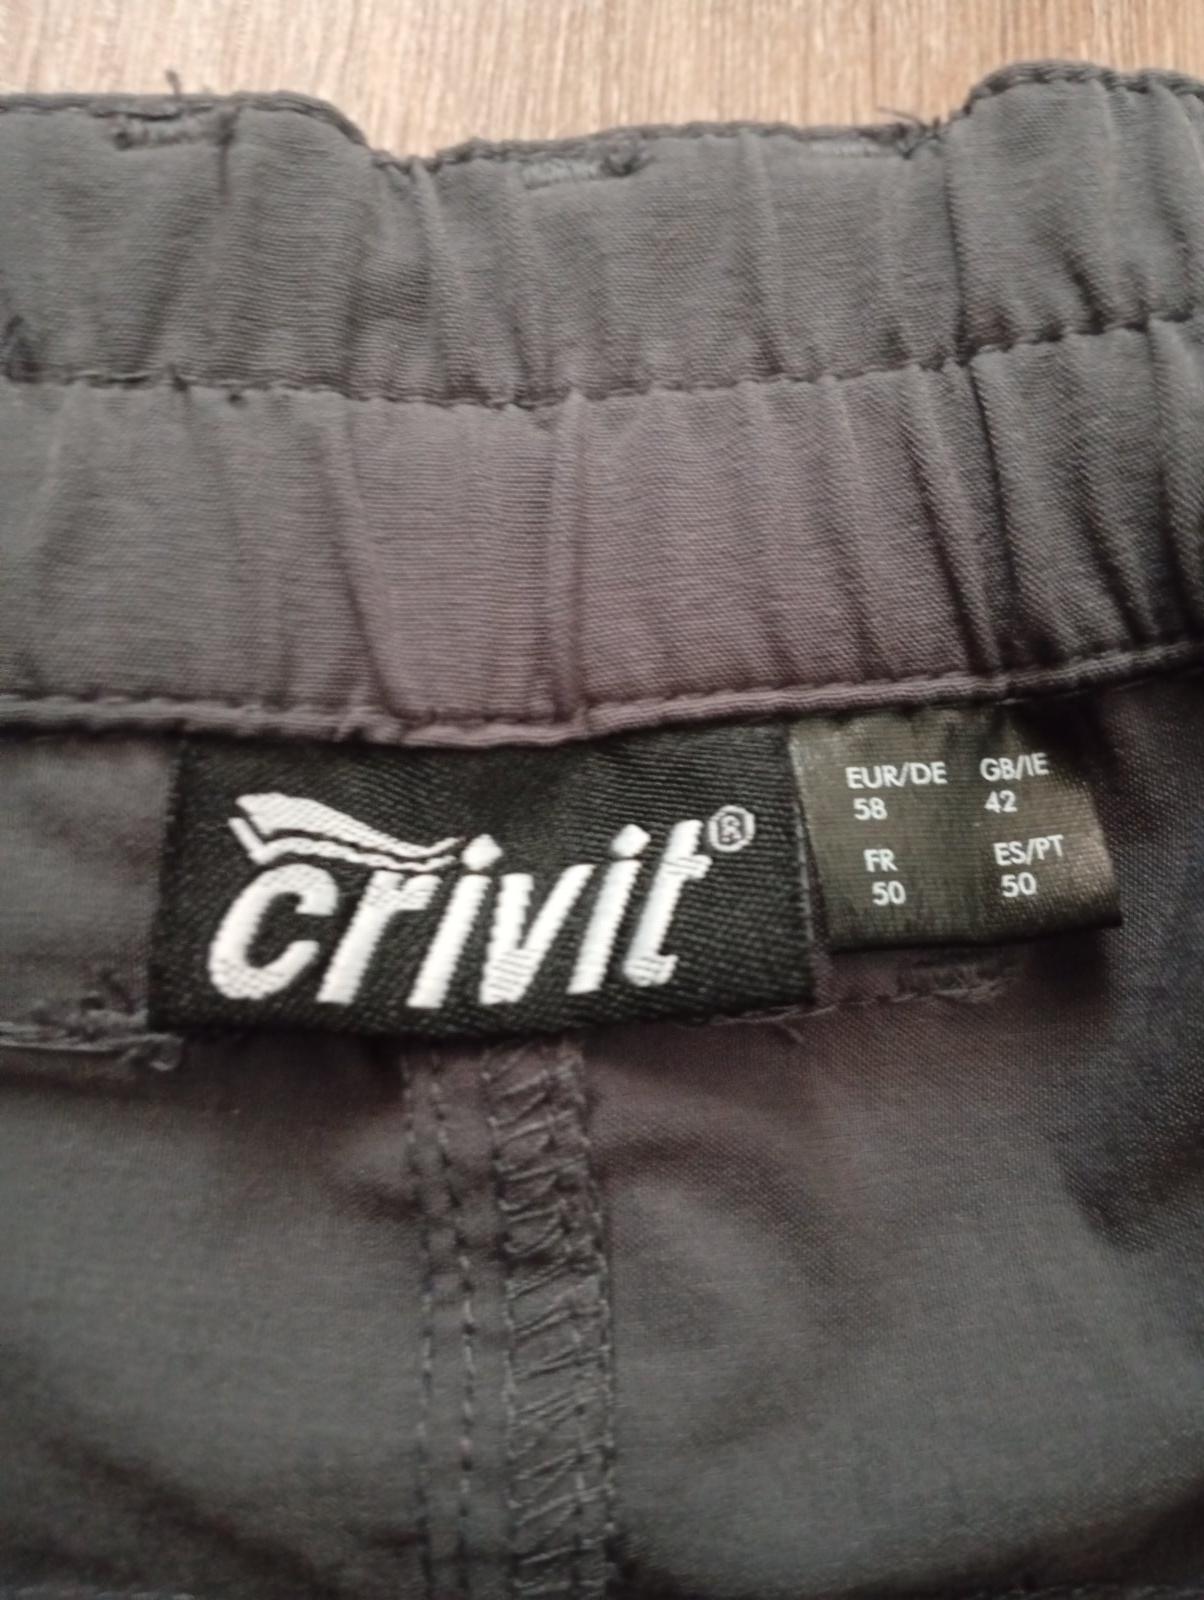 crivit®
EUR/DE GB/IE
58 42
FR ES/PT
50 50